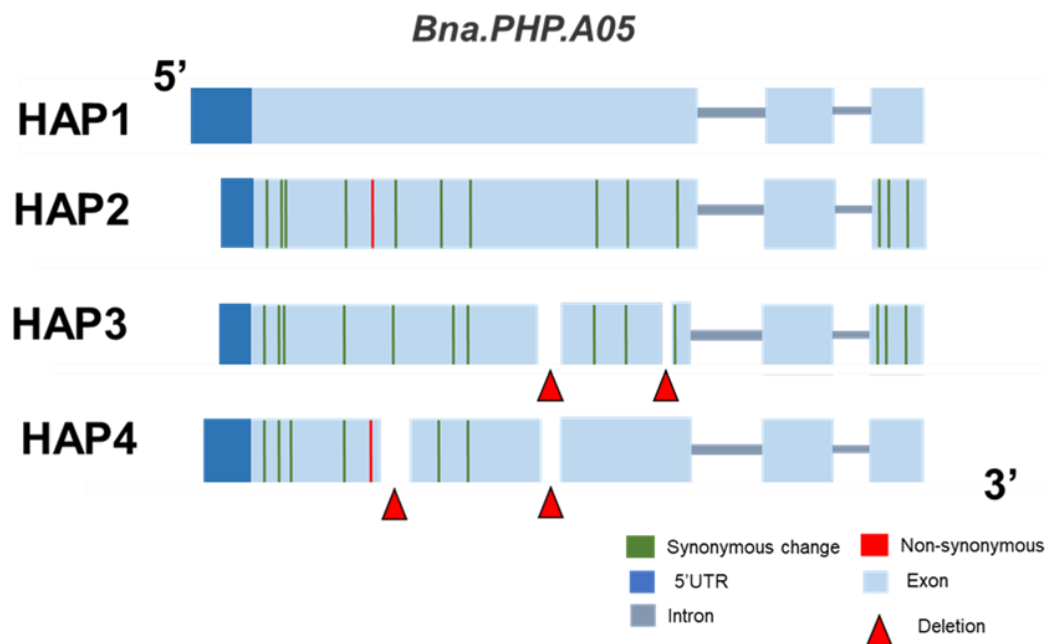 Bna.PHP.A05
5’
HAP1
HAP2
HAP3
HAP4
3’
Synonymous change
Non-synonymous
5’UTR
Exon
Intron
Deletion